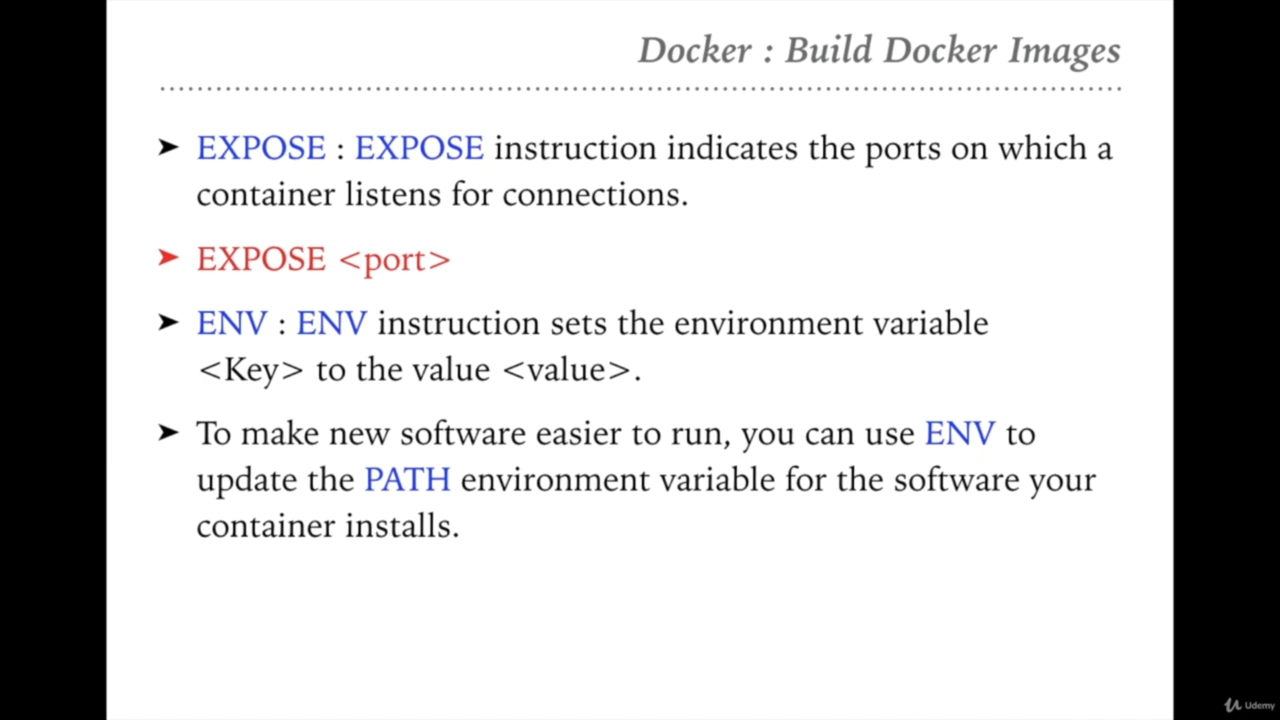 Docker : Build Docker Images
➤ EXPOSE : EXPOSE instruction indicates the ports on which a
container listens for connections.
➤ EXPOSE <port>
➤ ENV : ENV instruction sets the environment variable
<Key> to the value <value>.
➤ To make new software easier to run, you can use ENV to
update the PATH environment variable for the software your
container installs.
Udemy